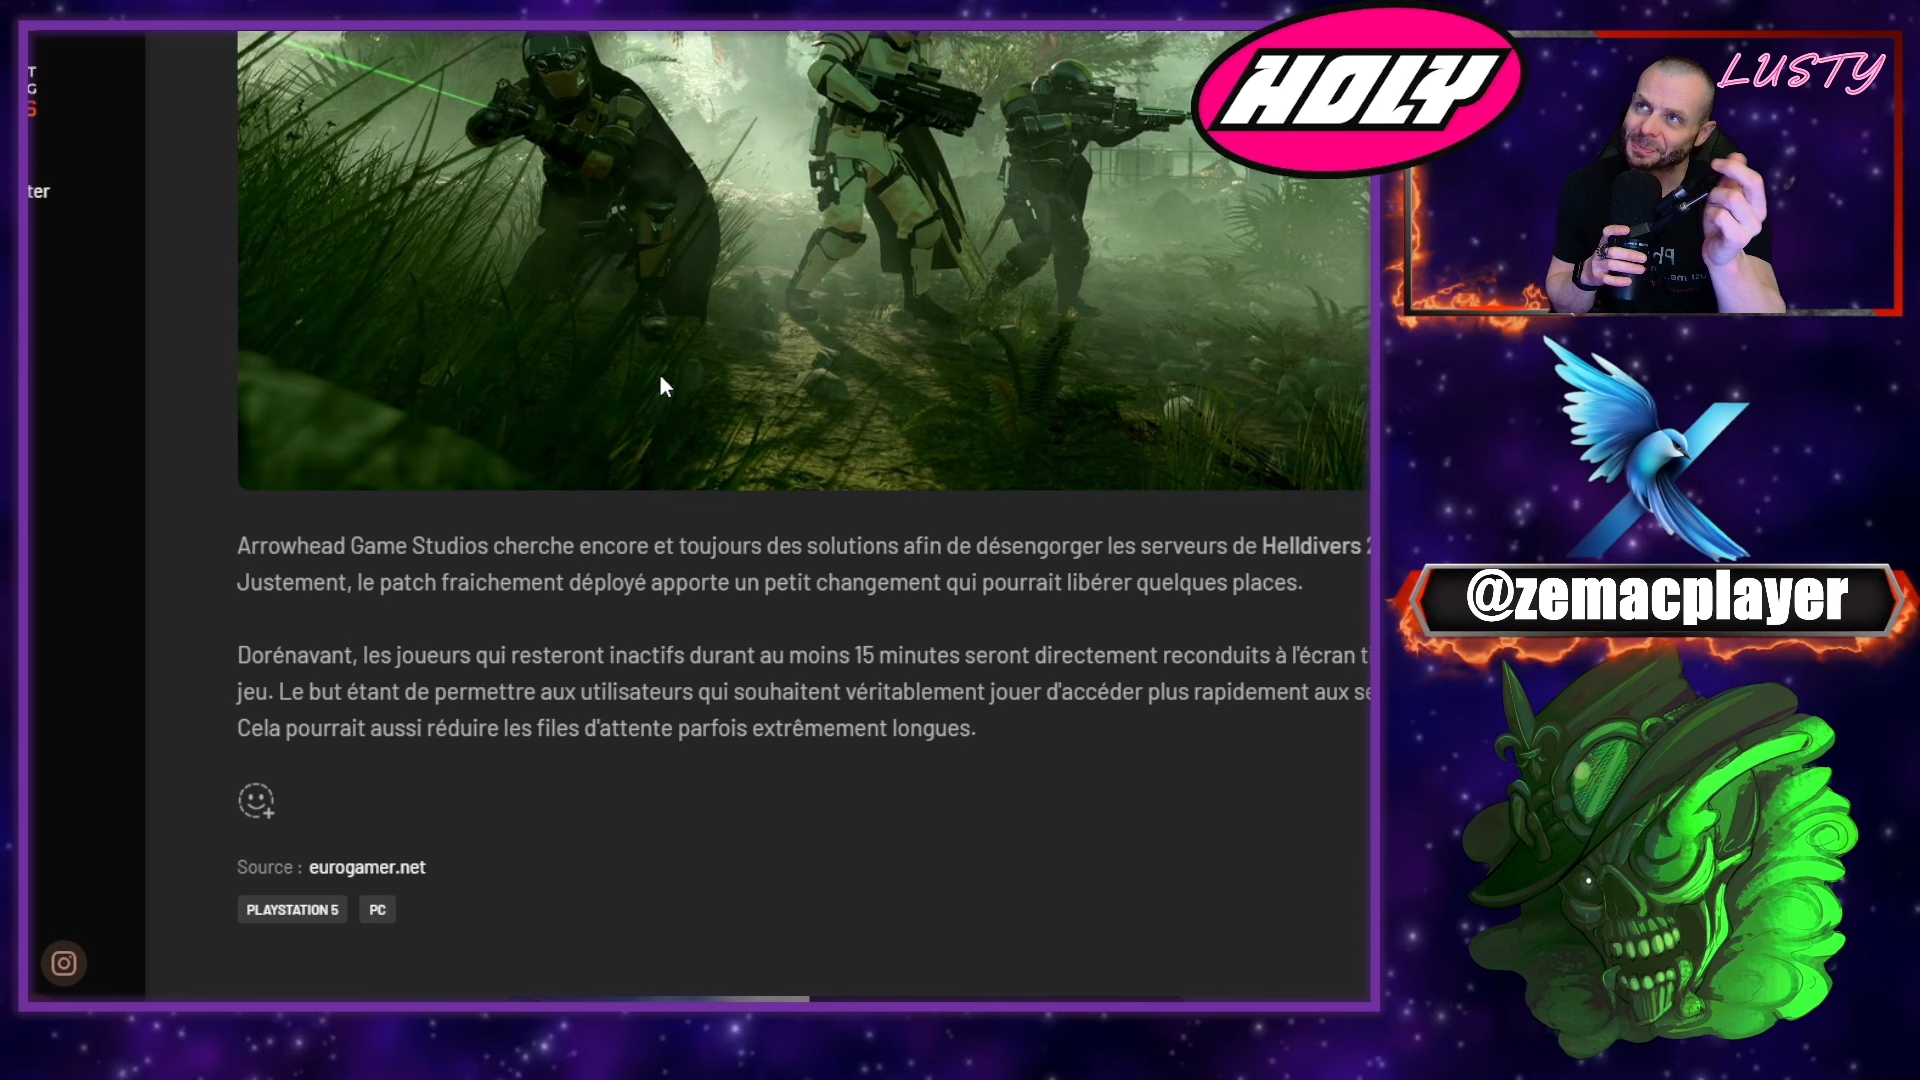 T
G
S
ter
HOLY
LUSTY
Arrowhead Game Studios cherche encore et toujours des solutions afin de désengorger les serveurs de Helldivers 2
Justement, le patch fraichement déployé apporte un petit changement qui pourrait libérer quelques places.
Dorénavant, les joueurs qui resteront inactifs durant au moins 15 minutes seront directement reconduits à l'écran
jeu. Le but étant de permettre aux utilisateurs qui souhaitent véritablement jouer d'accéder plus rapidement aux
Cela pourrait aussi réduire les files d'attente parfois extrêmement longues.
Source : eurogamer.net
PLAYSTATION 5 PC
@zemacplayer